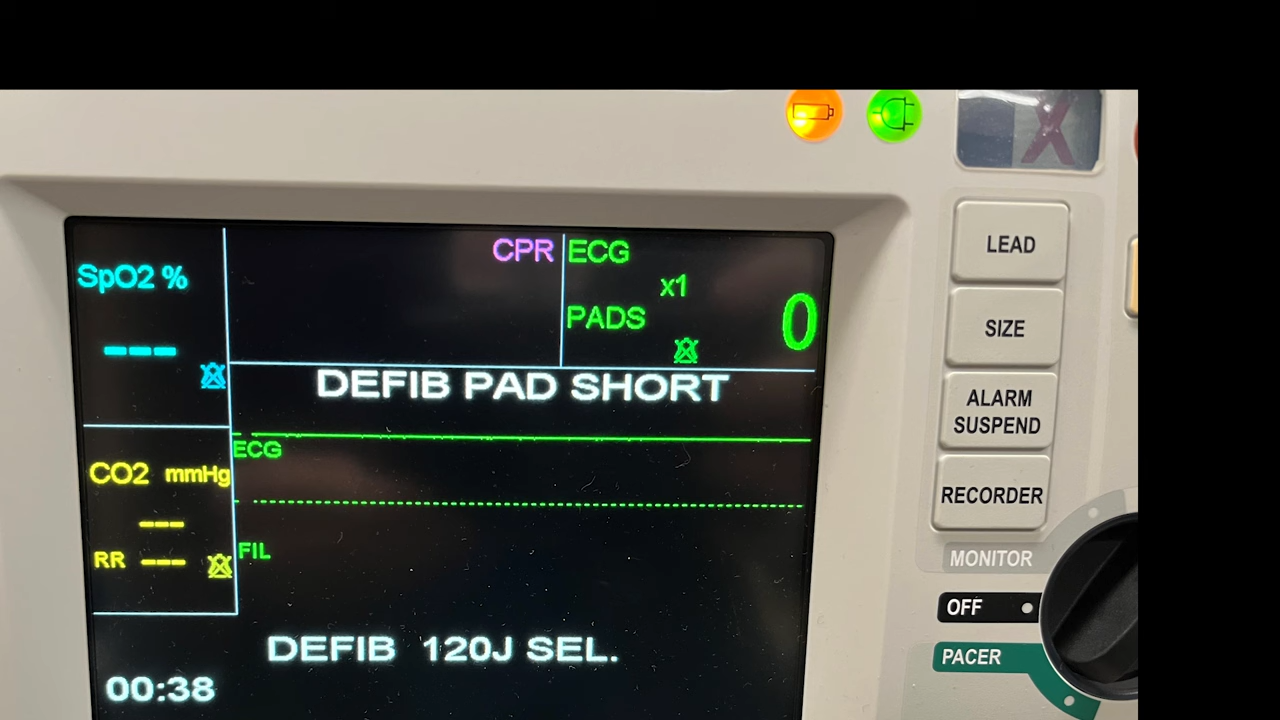 SpO2 %
---
CPR
ECG
x1
PADS
0
DEFIB PAD SHORT
ECG
CO2 mmHg
---
RR ---
FIL
DEFIB 120J SEL.
00:38
X
LEAD
SIZE
ALARM
SUSPEND
RECORDER
MONITOR
OFF
PACER